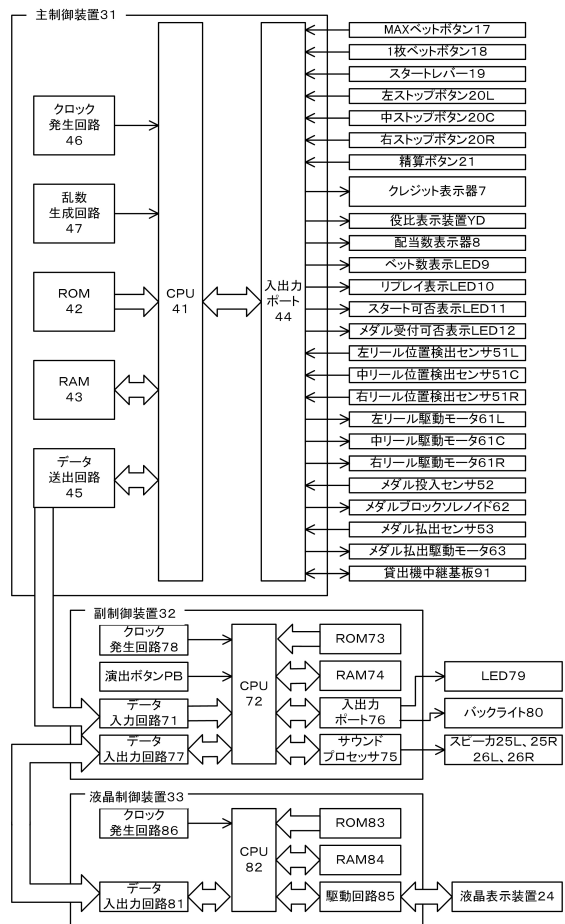 主制御装置31
クロック
発生回路
46
乱数
生成回路
47
ROM
42
RAM
43
データ
送出回路
45
CPU
41
入出力
ポート
44
MAXベットボタン17
1枚ベットボタン18
スタートレバー19
左ストップボタン20L
中ストップボタン20C
右ストップボタン20R
精算ボタン21
クレジット表示器7
役比表示装置YD
配当数表示器8
ベット数表示LED9
リプレイ表示LED10
スタート可否表示LED11
メダル受付可否表示LED12
左リール位置検出センサ51L
中リール位置検出センサ51C
右リール位置検出センサ51R
左リール駆動モータ61L
中リール駆動モータ61C
右リール駆動モータ61R
メダル投入センサ52
メダルブロックソレノイド62
メダル払出センサ53
メダル払出駆動モータ63
貸出機中継基板91
副制御装置32
クロック
発生回路78
演出ボタンPB
データ
入力回路71
データ
入出力回路77
CPU
72
ROM73
RAM74
入出力
ポート76
サウンド
プロセッサ75
LED79
バックライト80
スピーカ25L、25R
26L、26R
液晶制御装置33
クロック
発生回路86
データ
入出力回路81
CPU
82
ROM83
RAM84
駆動回路85
液晶表示装置24